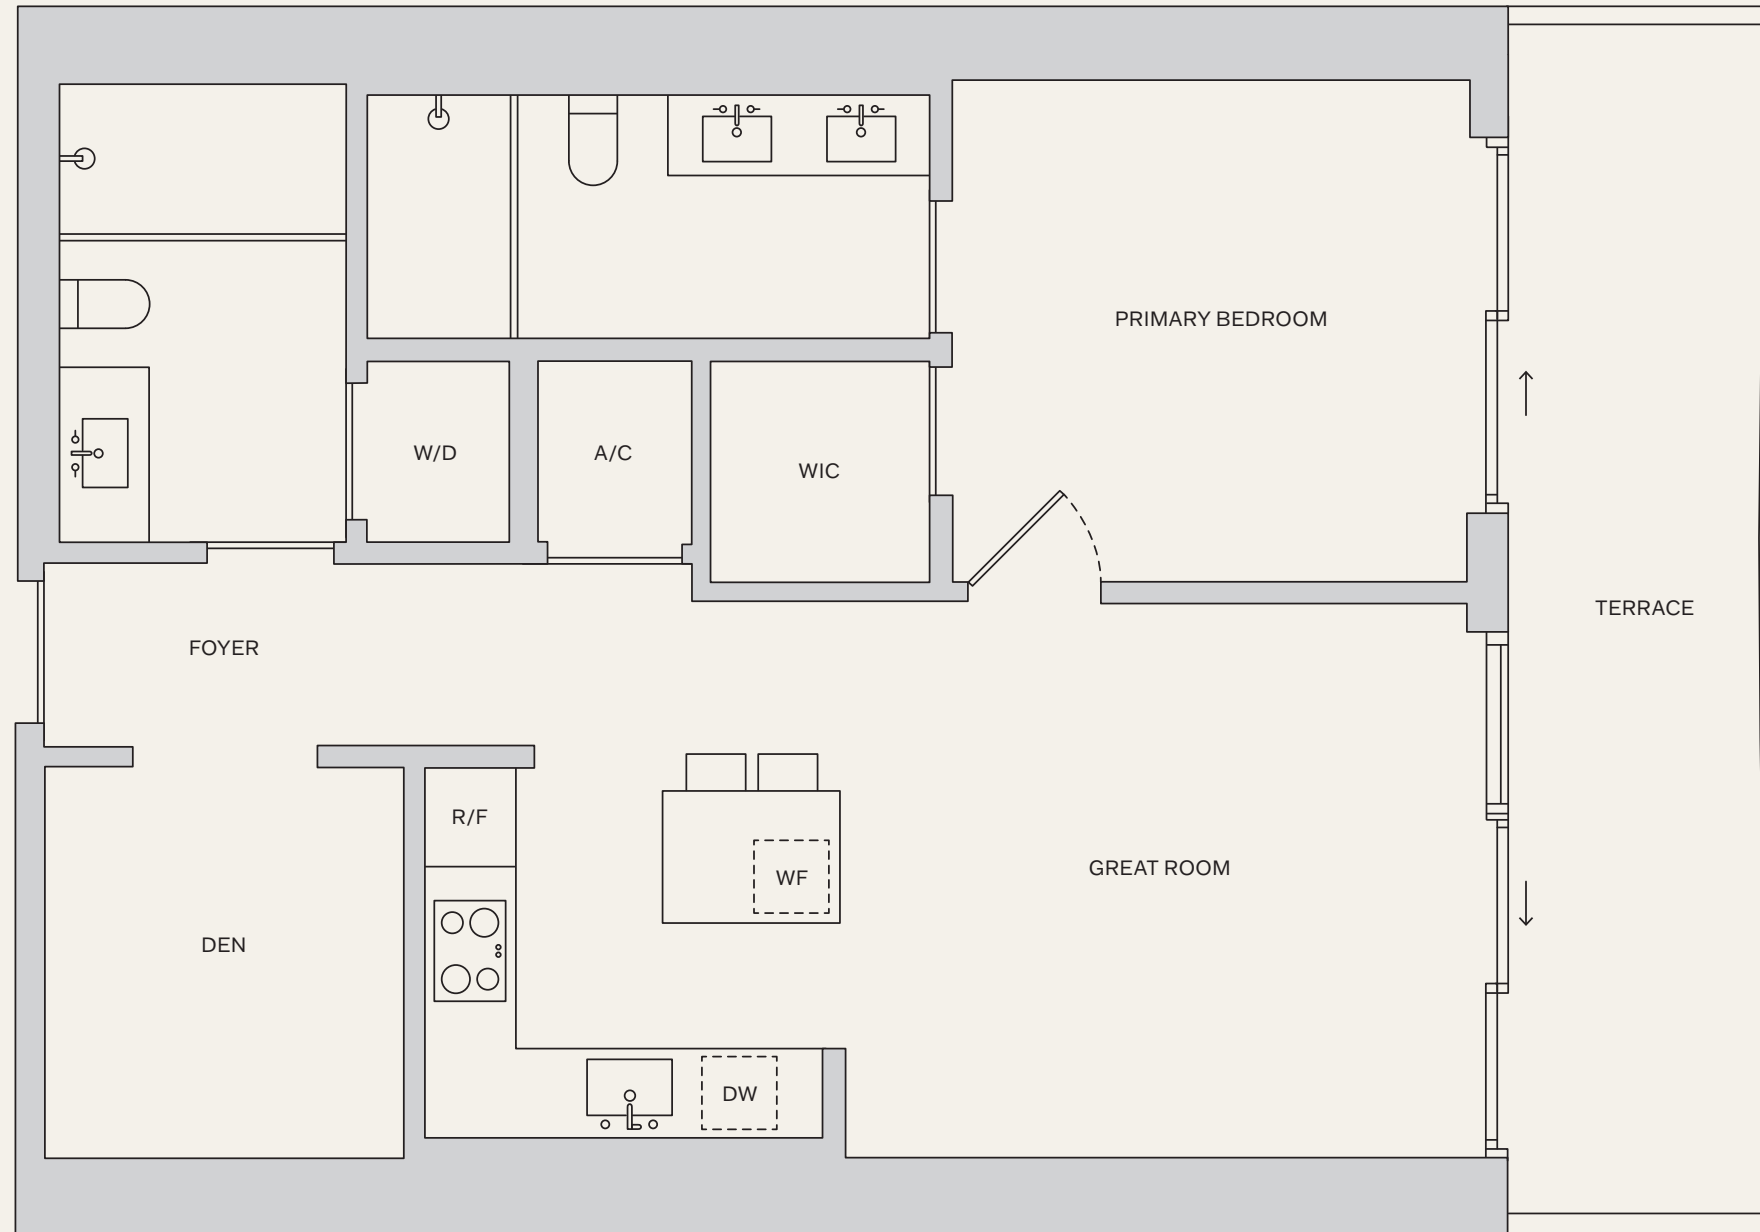 PRIMARY BEDROOM
W/D
A/C
WIC
TERRACE
FOYER
R/F
WF
GREAT ROOM
DEN
DW